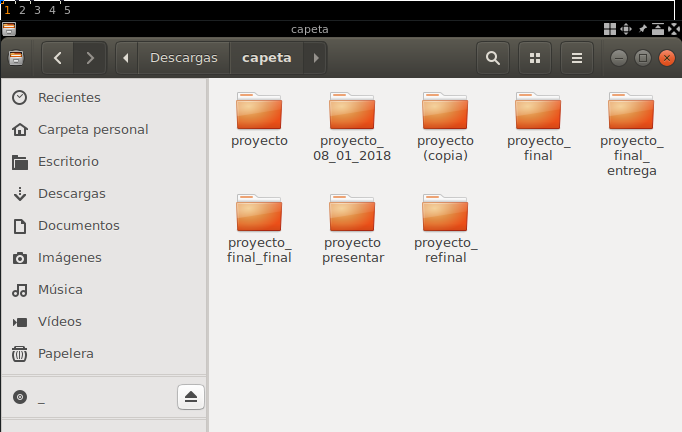 1 2 3 4 5
capeta
Descargas capeta
Recientes
Carpeta personal
Escritorio
Descargas
Documentos
Imágenes
Música
Vídeos
Papelera
_
proyecto
proyecto_
08_01_2018
proyecto
(copia)
proyecto_
final
proyecto_
final_
entrega
proyecto_
final_final
proyecto
presentar
proyecto_
refinal